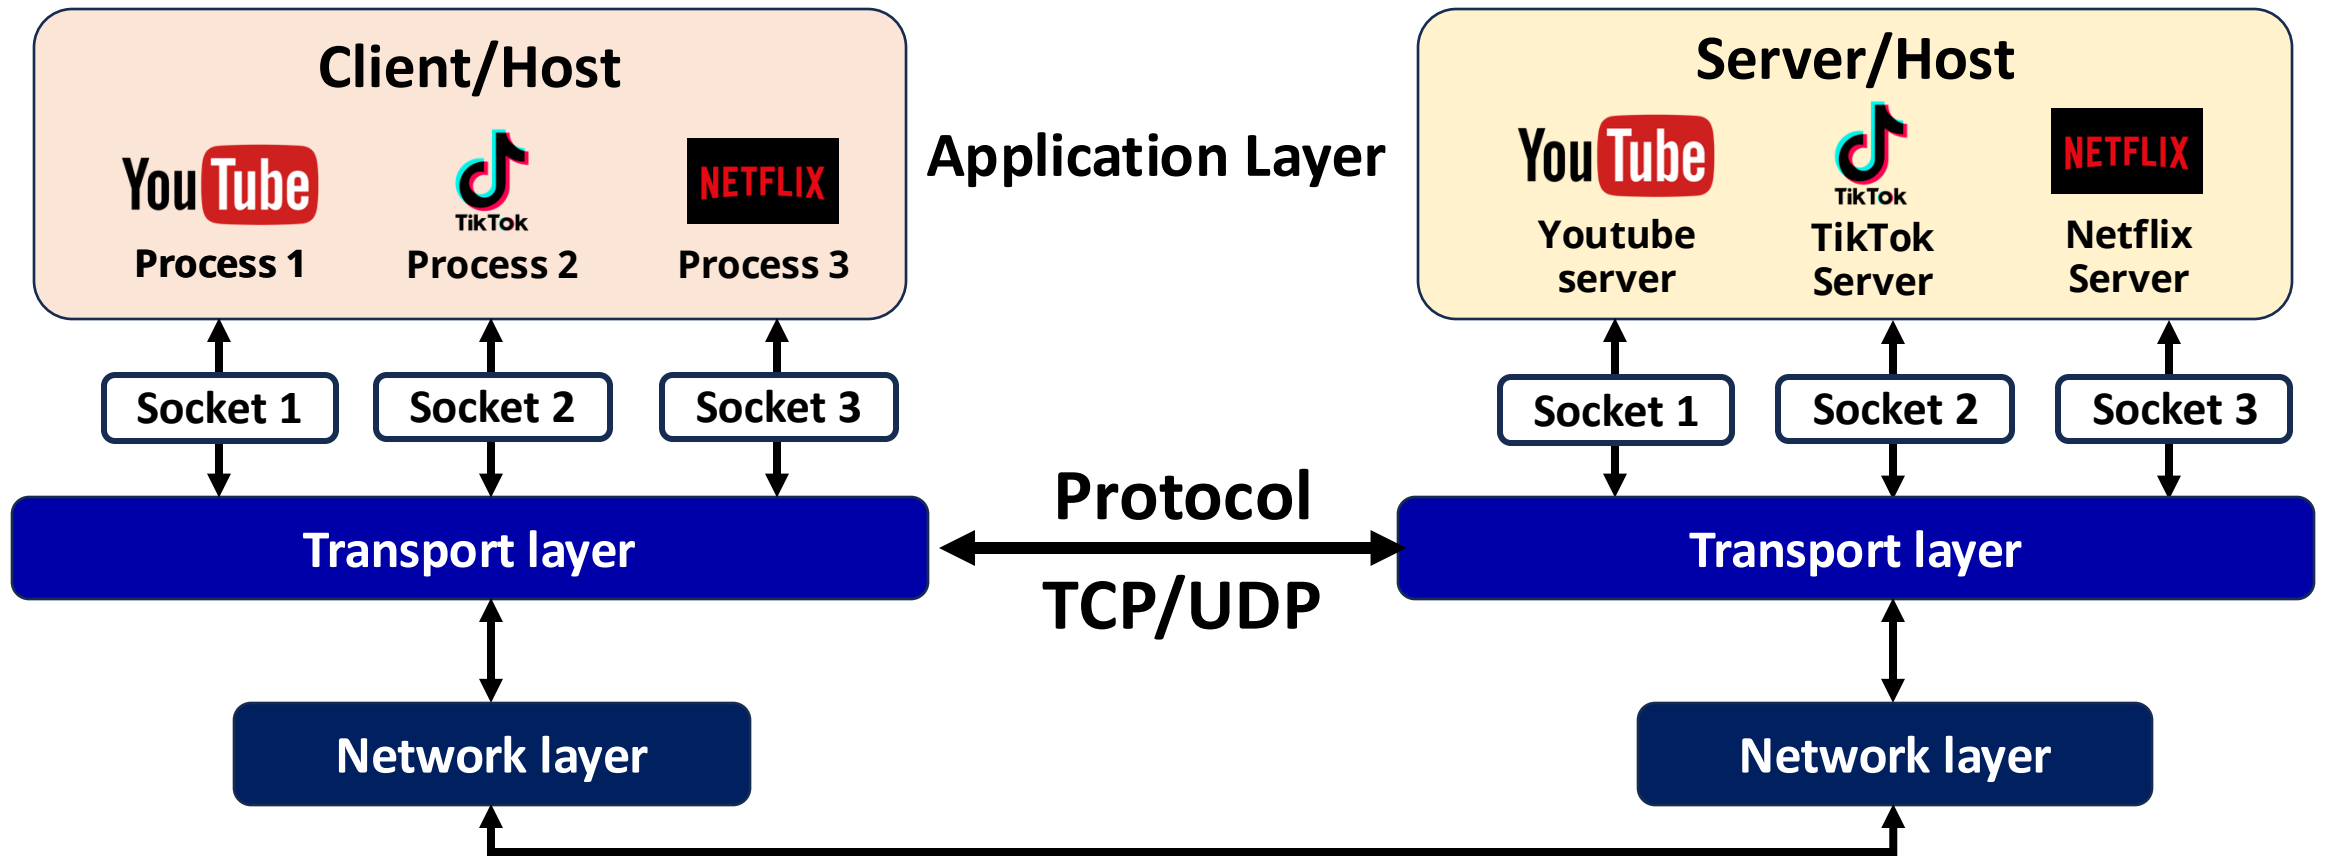 Client/Host
YouTube
TikTok
NETFLIX
Process 1
Process 2
Process 3
Application Layer
Server/Host
YouTube
TikTok
NETFLIX
Youtube
server
TikTok
Server
Netflix
Server
Socket 1
Socket 2
Socket 3
Socket 1
Socket 2
Socket 3
Transport layer
Protocol
TCP/UDP
Transport layer
Network layer
Network layer